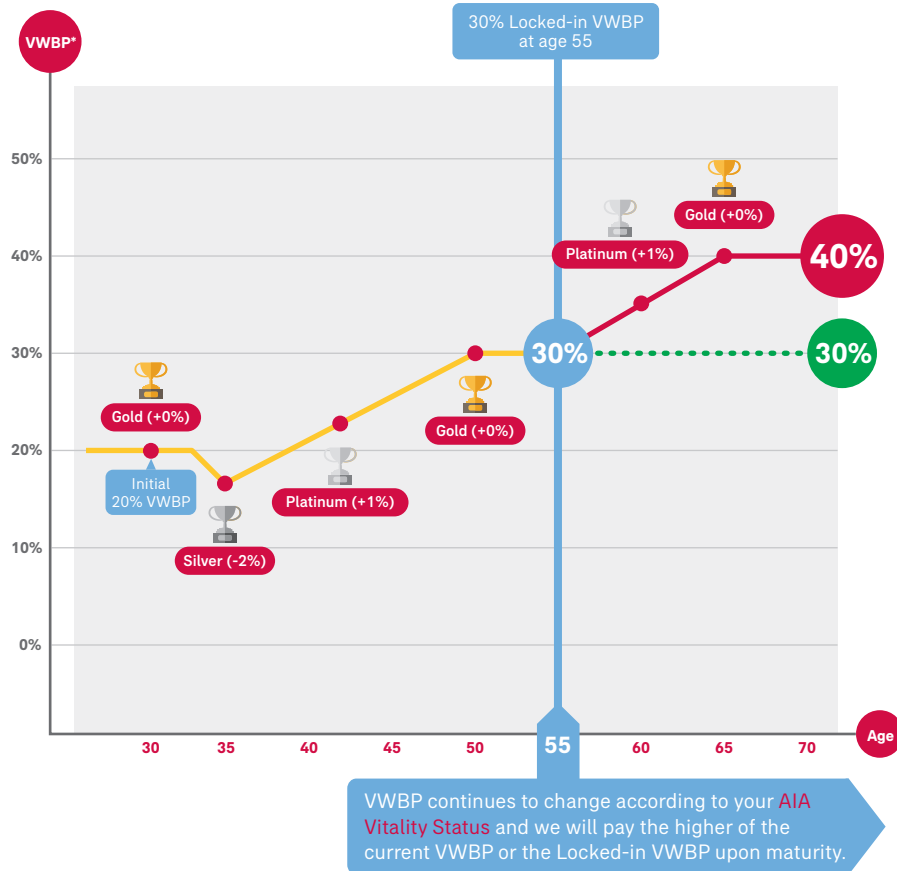 30% Locked-in VWBP
at age 55
VWBP*
50%
Gold (+0%)
Platinum (+1%)
40%
40%
30%
30%
30%
Gold (+0%)
Gold (+0%)
20%
Initial
20% VWBP
Platinum (+1%)
Silver (-2%)
10%
0%
30 35 40 45 50 55 60 65 70 Age
VWBP continues to change according to your AIA
Vitality Status and we will pay the higher of the
current VWBP or the Locked-in VWBP upon maturity.